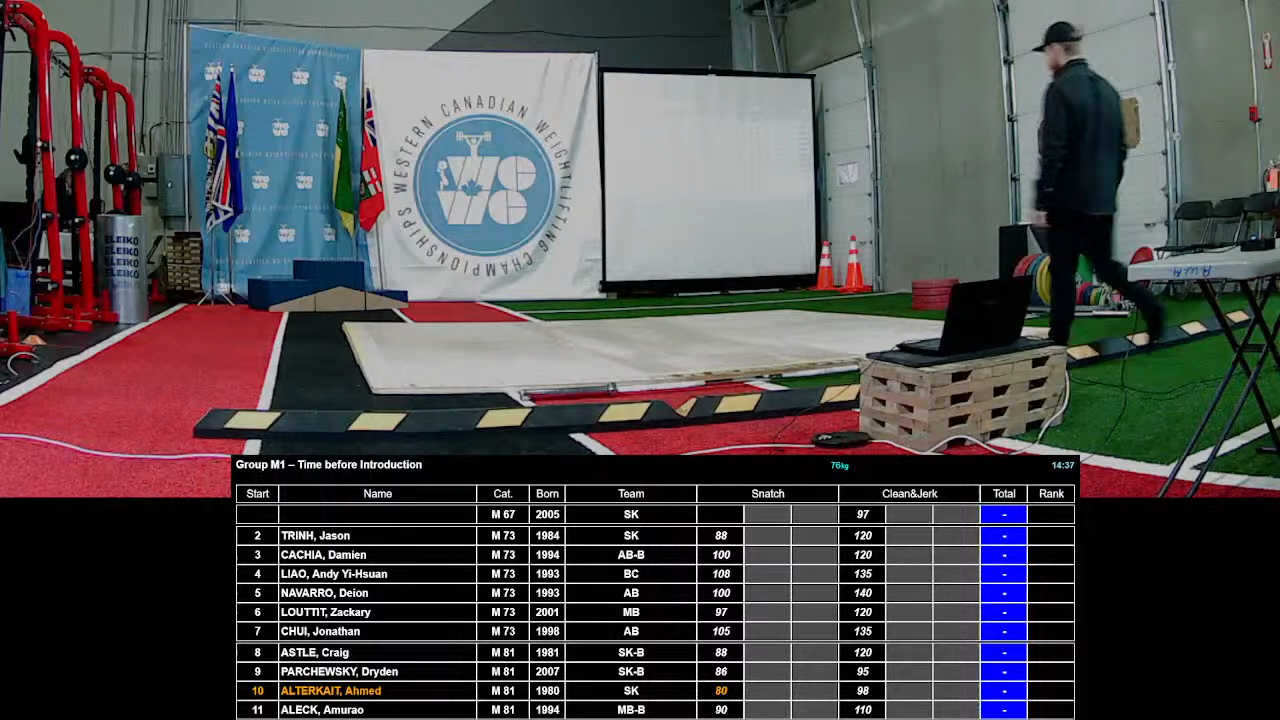 WESTERN CANADIAN WEIGHTLIFTING CHAMPIONSHIPS
WC
WC
ELEIKO
ELEIKO
ELEIKO
ELEIKO
Group M1 – Time before Introduction 76kg 14:37
Start Name Cat. Born Team Snatch Clean&Jerk Total Rank
M 67 2005 SK 97 -
2 TRINH, Jason M 73 1984 SK 88 120 -
3 CACHIA, Damien M 73 1994 AB-B 100 120 -
4 LIAO, Andy Yi-Hsuan M 73 1993 BC 108 135 -
5 NAVARRO, Deion M 73 1993 AB 100 140 -
6 LOUTTIT, Zackary M 73 2001 MB 97 120 -
7 CHUI, Jonathan M 73 1998 AB 105 135 -
8 ASTLE, Craig M 81 1981 SK-B 88 120 -
9 PARCHEWSKY, Dryden M 81 2007 SK-B 86 95 -
10 ALTERKAIT, Ahmed M 81 1980 SK 80 98 -
11 ALECK, Amurao M 81 1994 MB-B 90 110 -